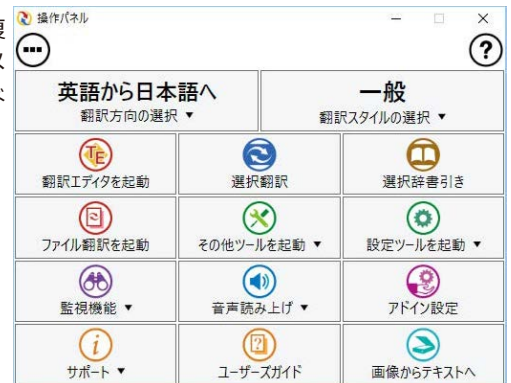 操作パネル
英語から日本語へ
翻訳方向の選択 ▼
一般
翻訳スタイルの選択 ▼
翻訳エディタを起動
選択翻訳
選択辞書引き
ファイル翻訳を起動
その他ツールを起動 ▼
設定ツールを起動 ▼
監視機能 ▼
音声読み上げ ▼
アドイン設定
サポート ▼
ユーザーズガイド
画像からテキストへ